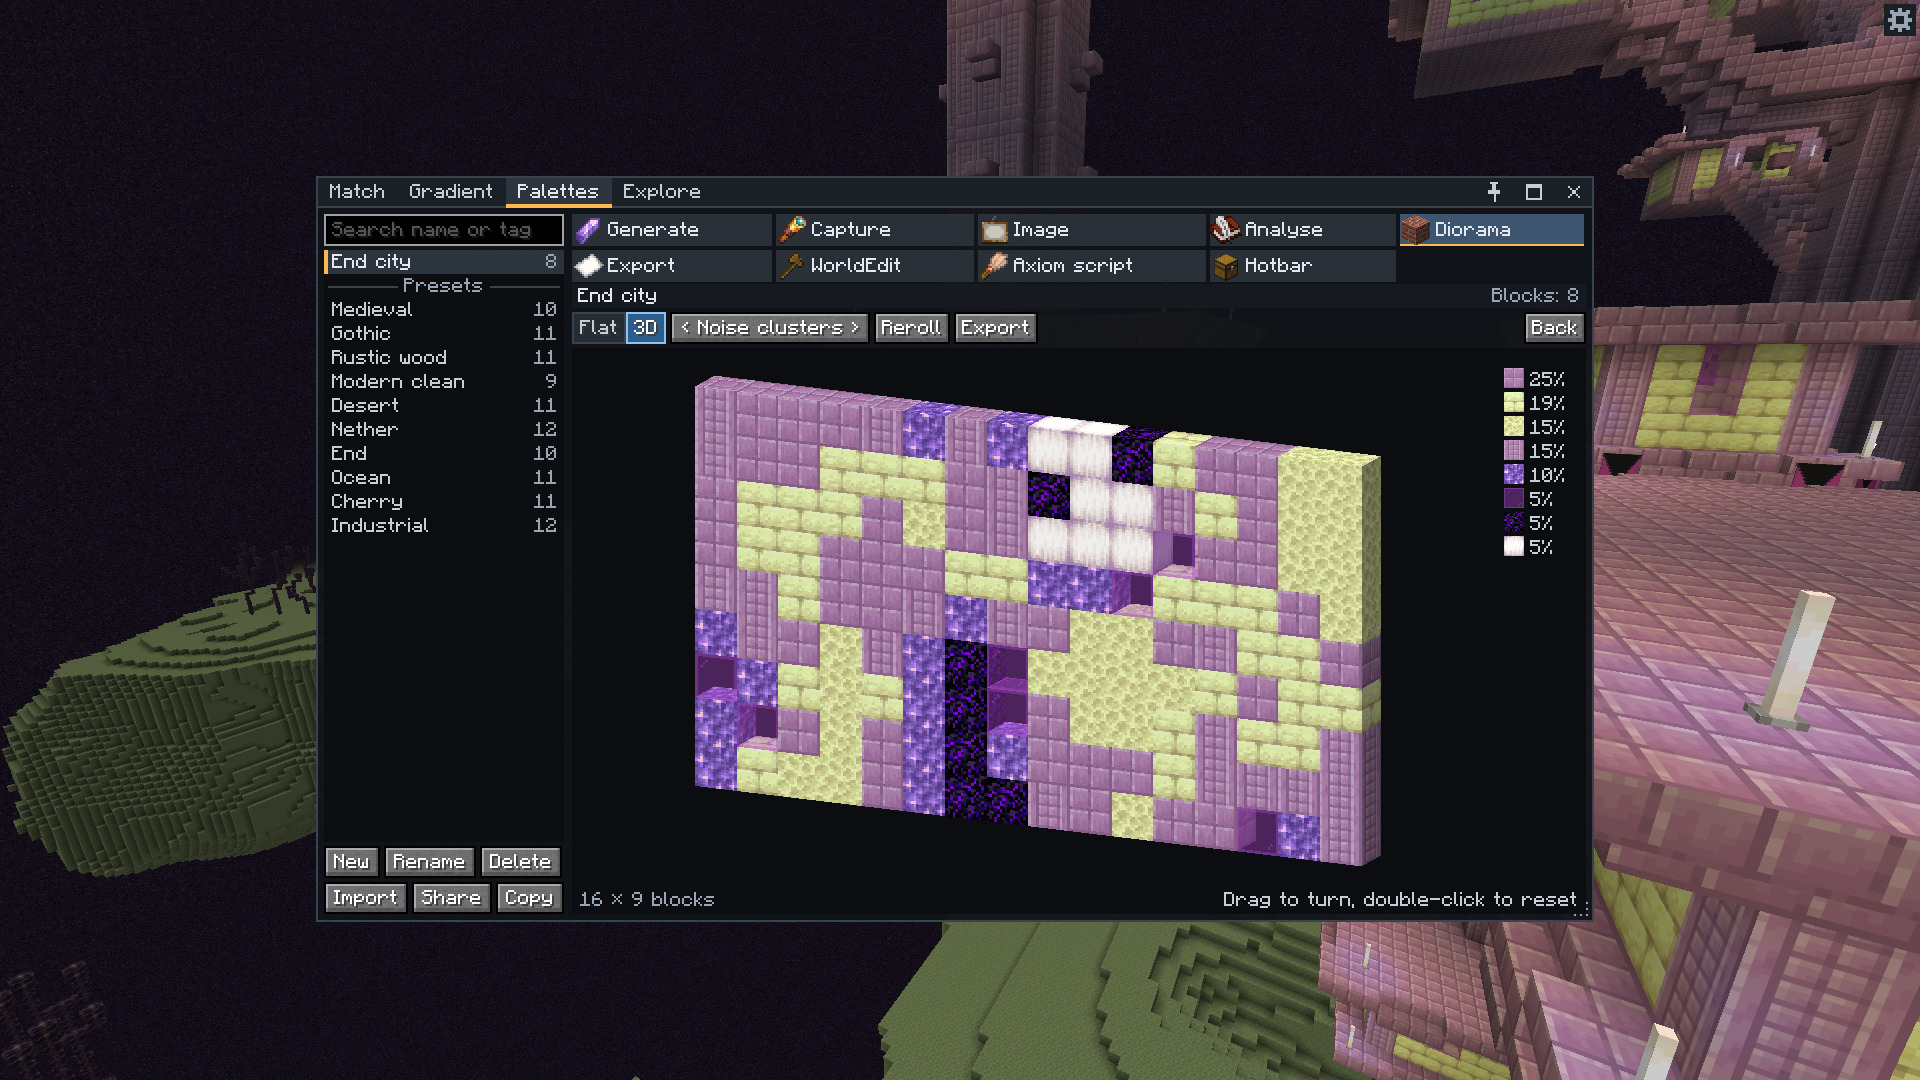 Match Gradient Palettes Explore
Search name or tag
End city 8
Presets
Medieval 10
Gothic 11
Rustic wood 11
Modern clean 9
Desert 11
Nether 12
End 10
Ocean 11
Cherry 11
Industrial 12
New Rename Delete
Import Share Copy
Generate Capture Image Analyse Diorama
Export WorldEdit Axiom script Hotbar
End city Blocks: 8
Flat 3D < Noise clusters > Reroll Export Back
25%
19%
15%
15%
10%
5%
5%
5%
16 × 9 blocks Drag to turn, double-click to reset